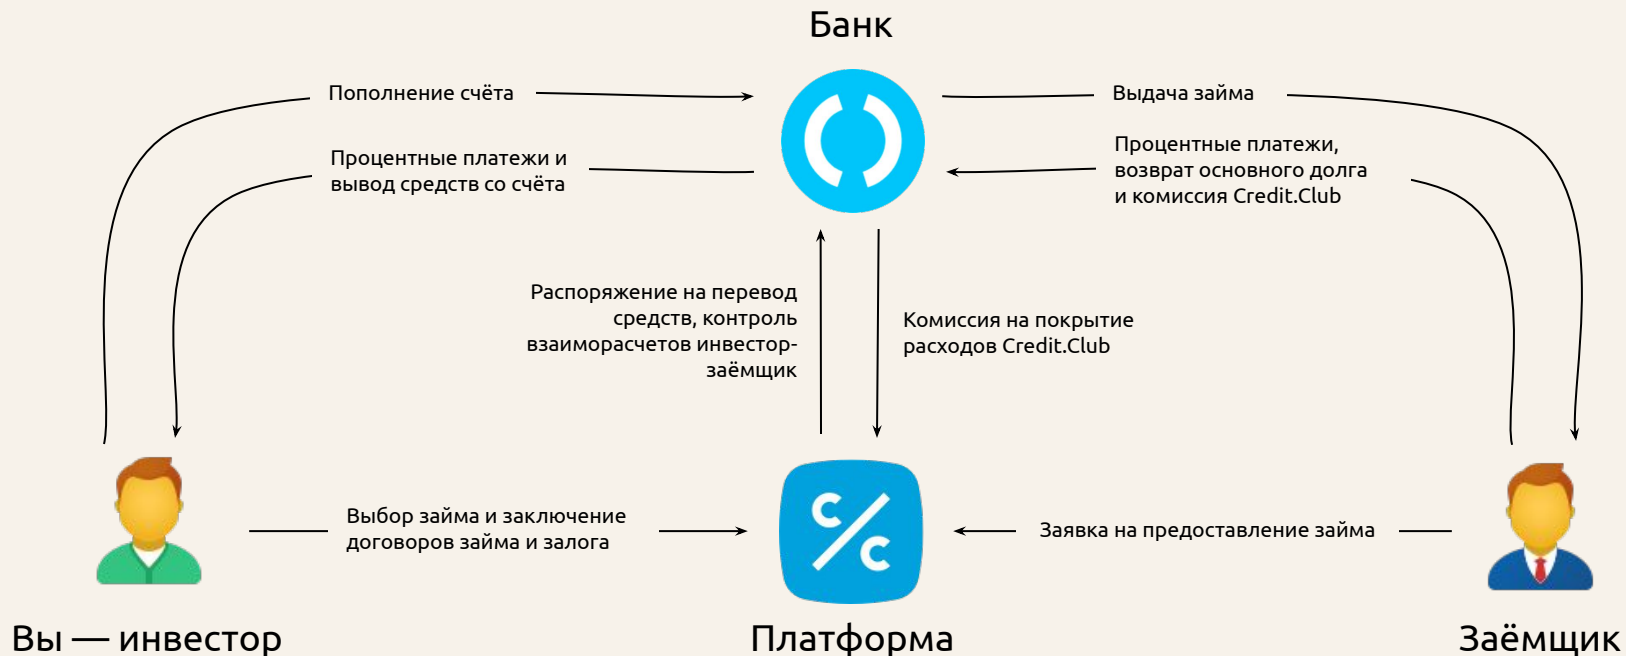 Банк
Пополнение счёта
Выдача займа
Процентные платежи и
вывод средств со счёта
Процентные платежи,
возврат основного долга
и комиссия Credit.Club
Распоряжение на перевод
средств, контроль
взаиморасчетов инвестор-
заёмщик
Комиссия на покрытие
расходов Credit.Club
Выбор займа и заключение
договоров займа и залога
c/c
Заявка на предоставление займа
Вы — инвестор
Платформа
Заёмщик